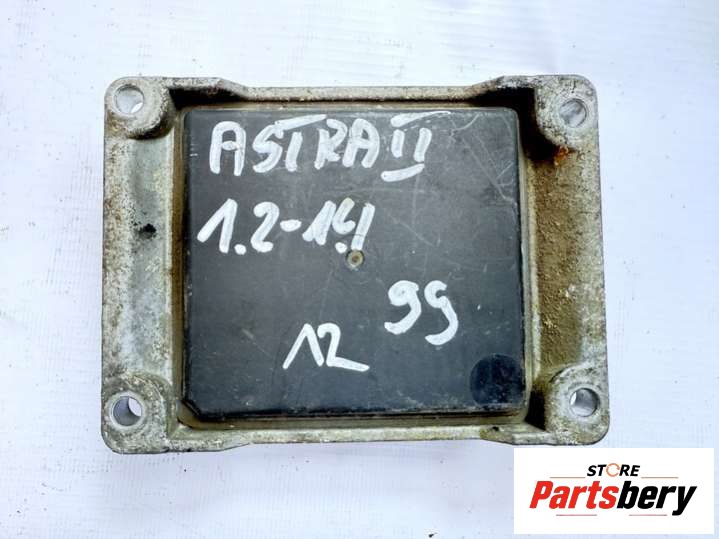 ASTRA II
1.2-1.4
99
12
STORE
Partsbery